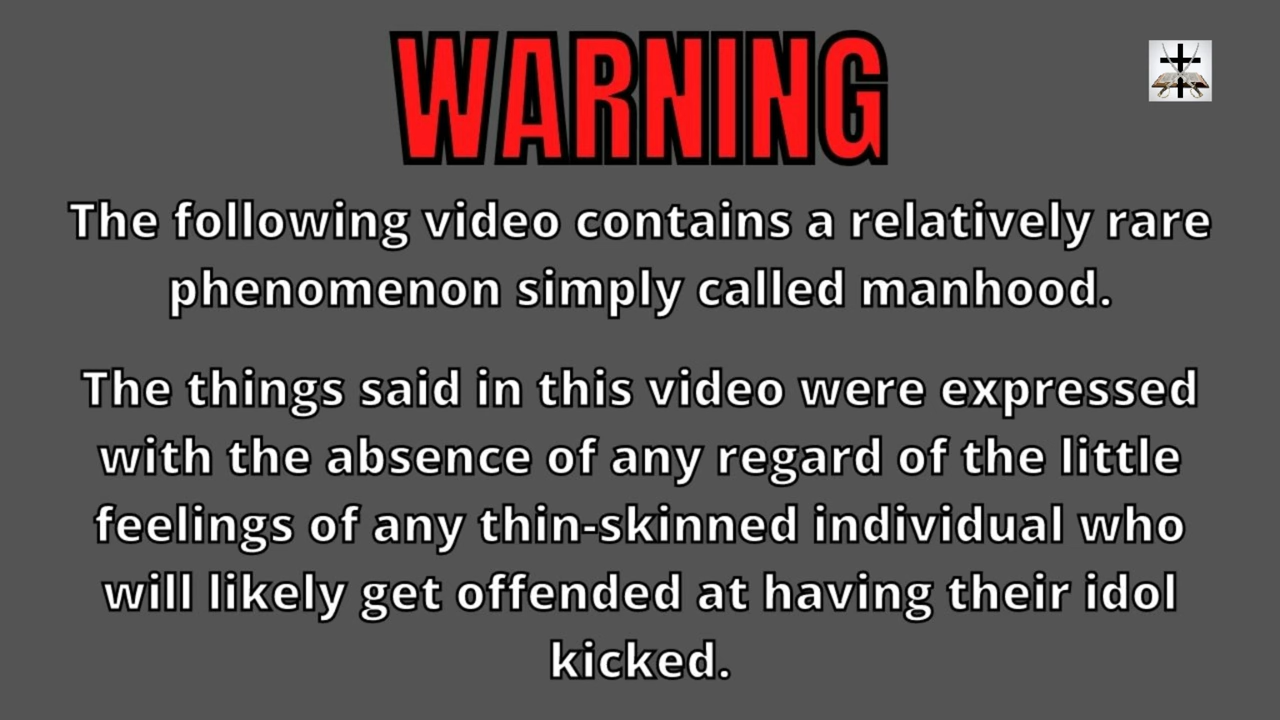 WARNING
The following video contains a relatively rare
phenomenon simply called manhood.
The things said in this video were expressed
with the absence of any regard of the little
feelings of any thin-skinned individual who
will likely get offended at having their idol
kicked.